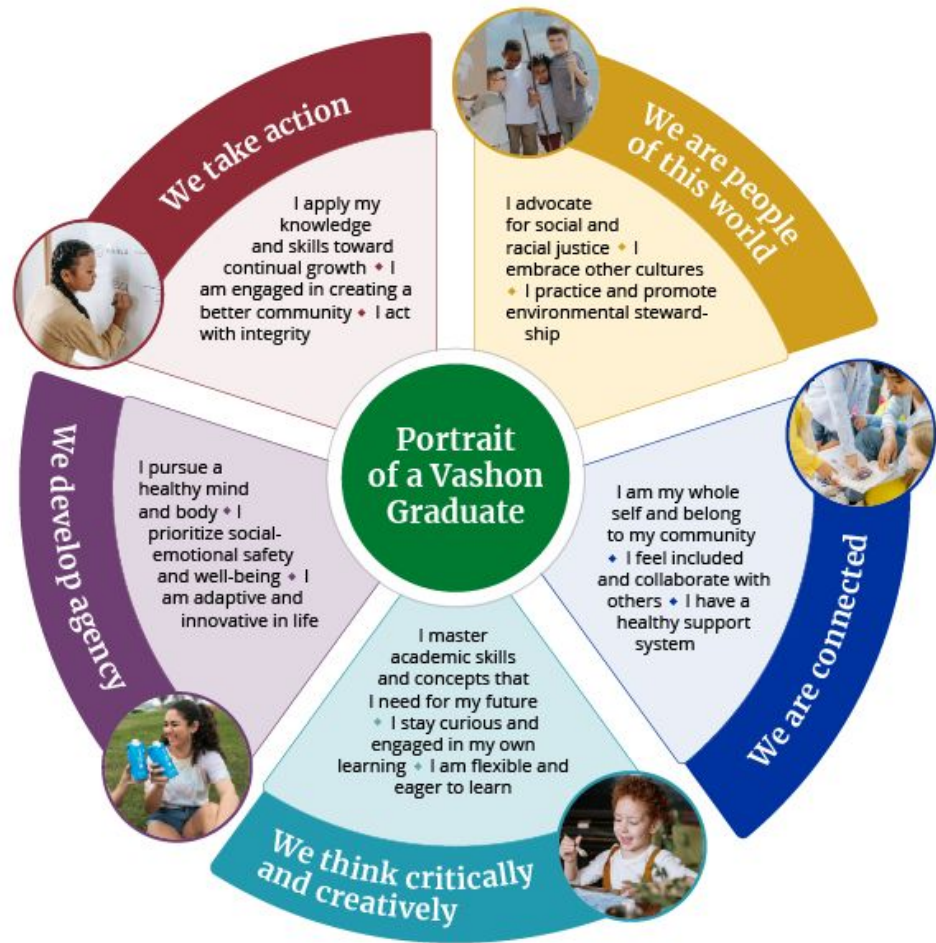 We take action
I apply my
knowledge
and skills toward
continual growth ◆ I
am engaged in creating a
better community ◆ I act
with integrity
We are people
of this world
I advocate
for social and
racial justice ◆ I
embrace other cultures
◆ I practice and promote
environmental steward-
ship
Portrait
of a Vashon
Graduate
We are connected
I am my whole
self and belong
to my community
◆ I feel included
and collaborate with
others ◆ I have a
healthy support
system
We think critically
and creatively
I master
academic skills
and concepts that
I need for my future
◆ I stay curious and
engaged in my own
learning ◆ I am flexible and
eager to learn
We develop agency
I pursue a
healthy mind
and body ◆ I
prioritize social-
emotional safety
and well-being ◆ I
am adaptive and
innovative in life